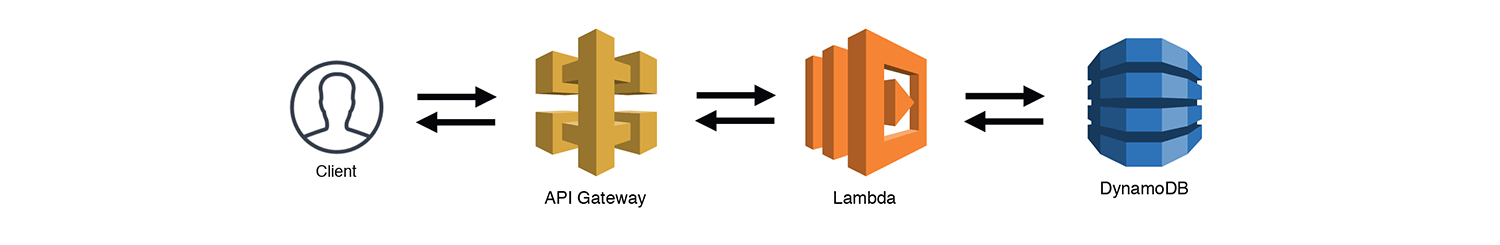 Client
API Gateway
Lambda
DynamoDB